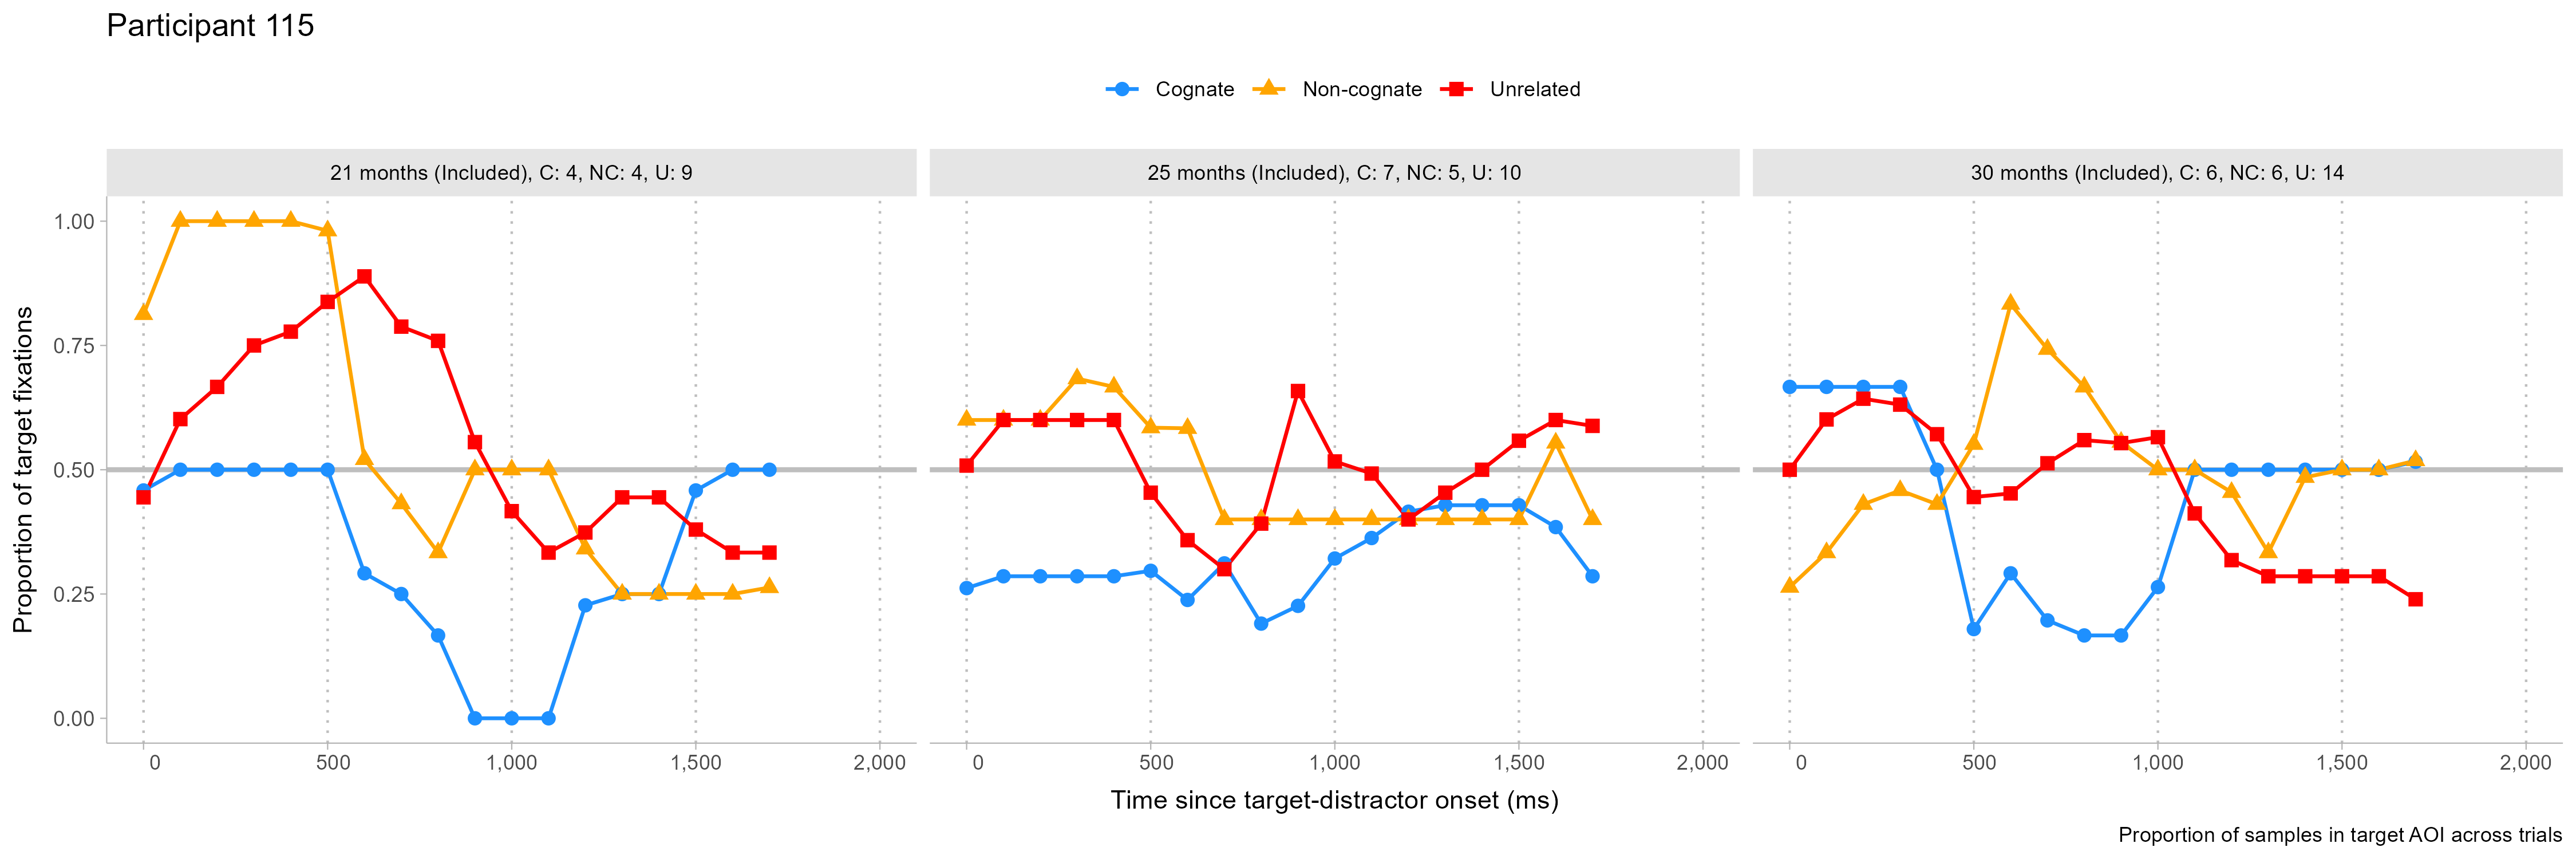 Participant 115
Cognate Non-cognate Unrelated
21 months (Included), C: 4, NC: 4, U: 9
25 months (Included), C: 7, NC: 5, U: 10
30 months (Included), C: 6, NC: 6, U: 14
Proportion of target fixations
1.00
0.75
0.50
0.25
0.00
0 500 1,000 1,500 2,000
0 500 1,000 1,500 2,000
0 500 1,000 1,500 2,000
Time since target-distractor onset (ms)
Proportion of samples in target AOI across trials